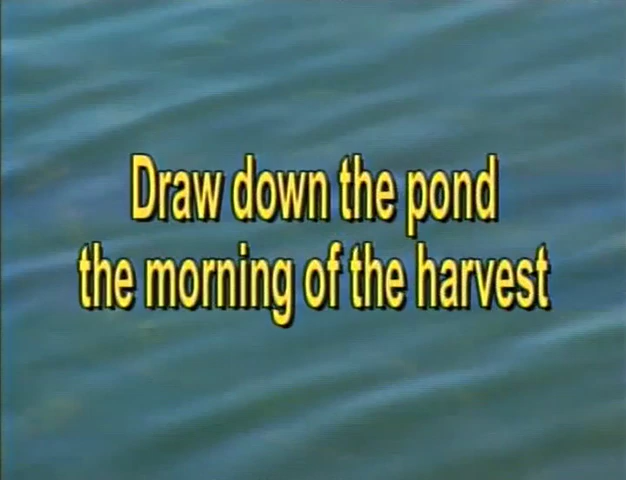 Draw down the pond
the morning of the harvest